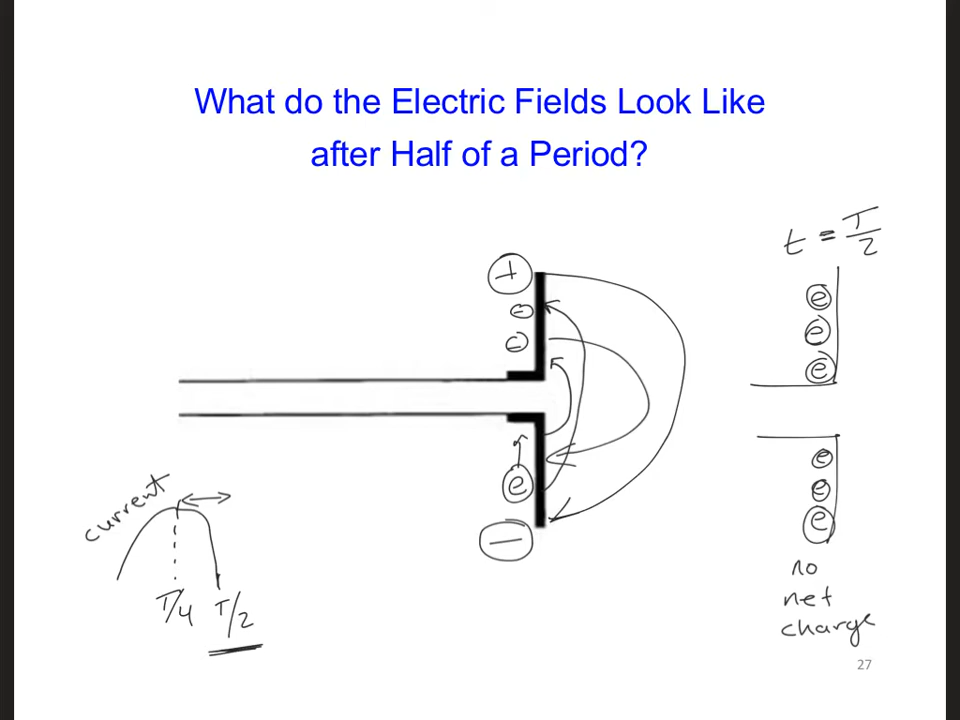 What do the Electric Fields Look Like
after Half of a Period?
t = T/2
+
-
-
e
e
e
e
e
e
e
−
current
T/4
T/2
no
net
charge
27